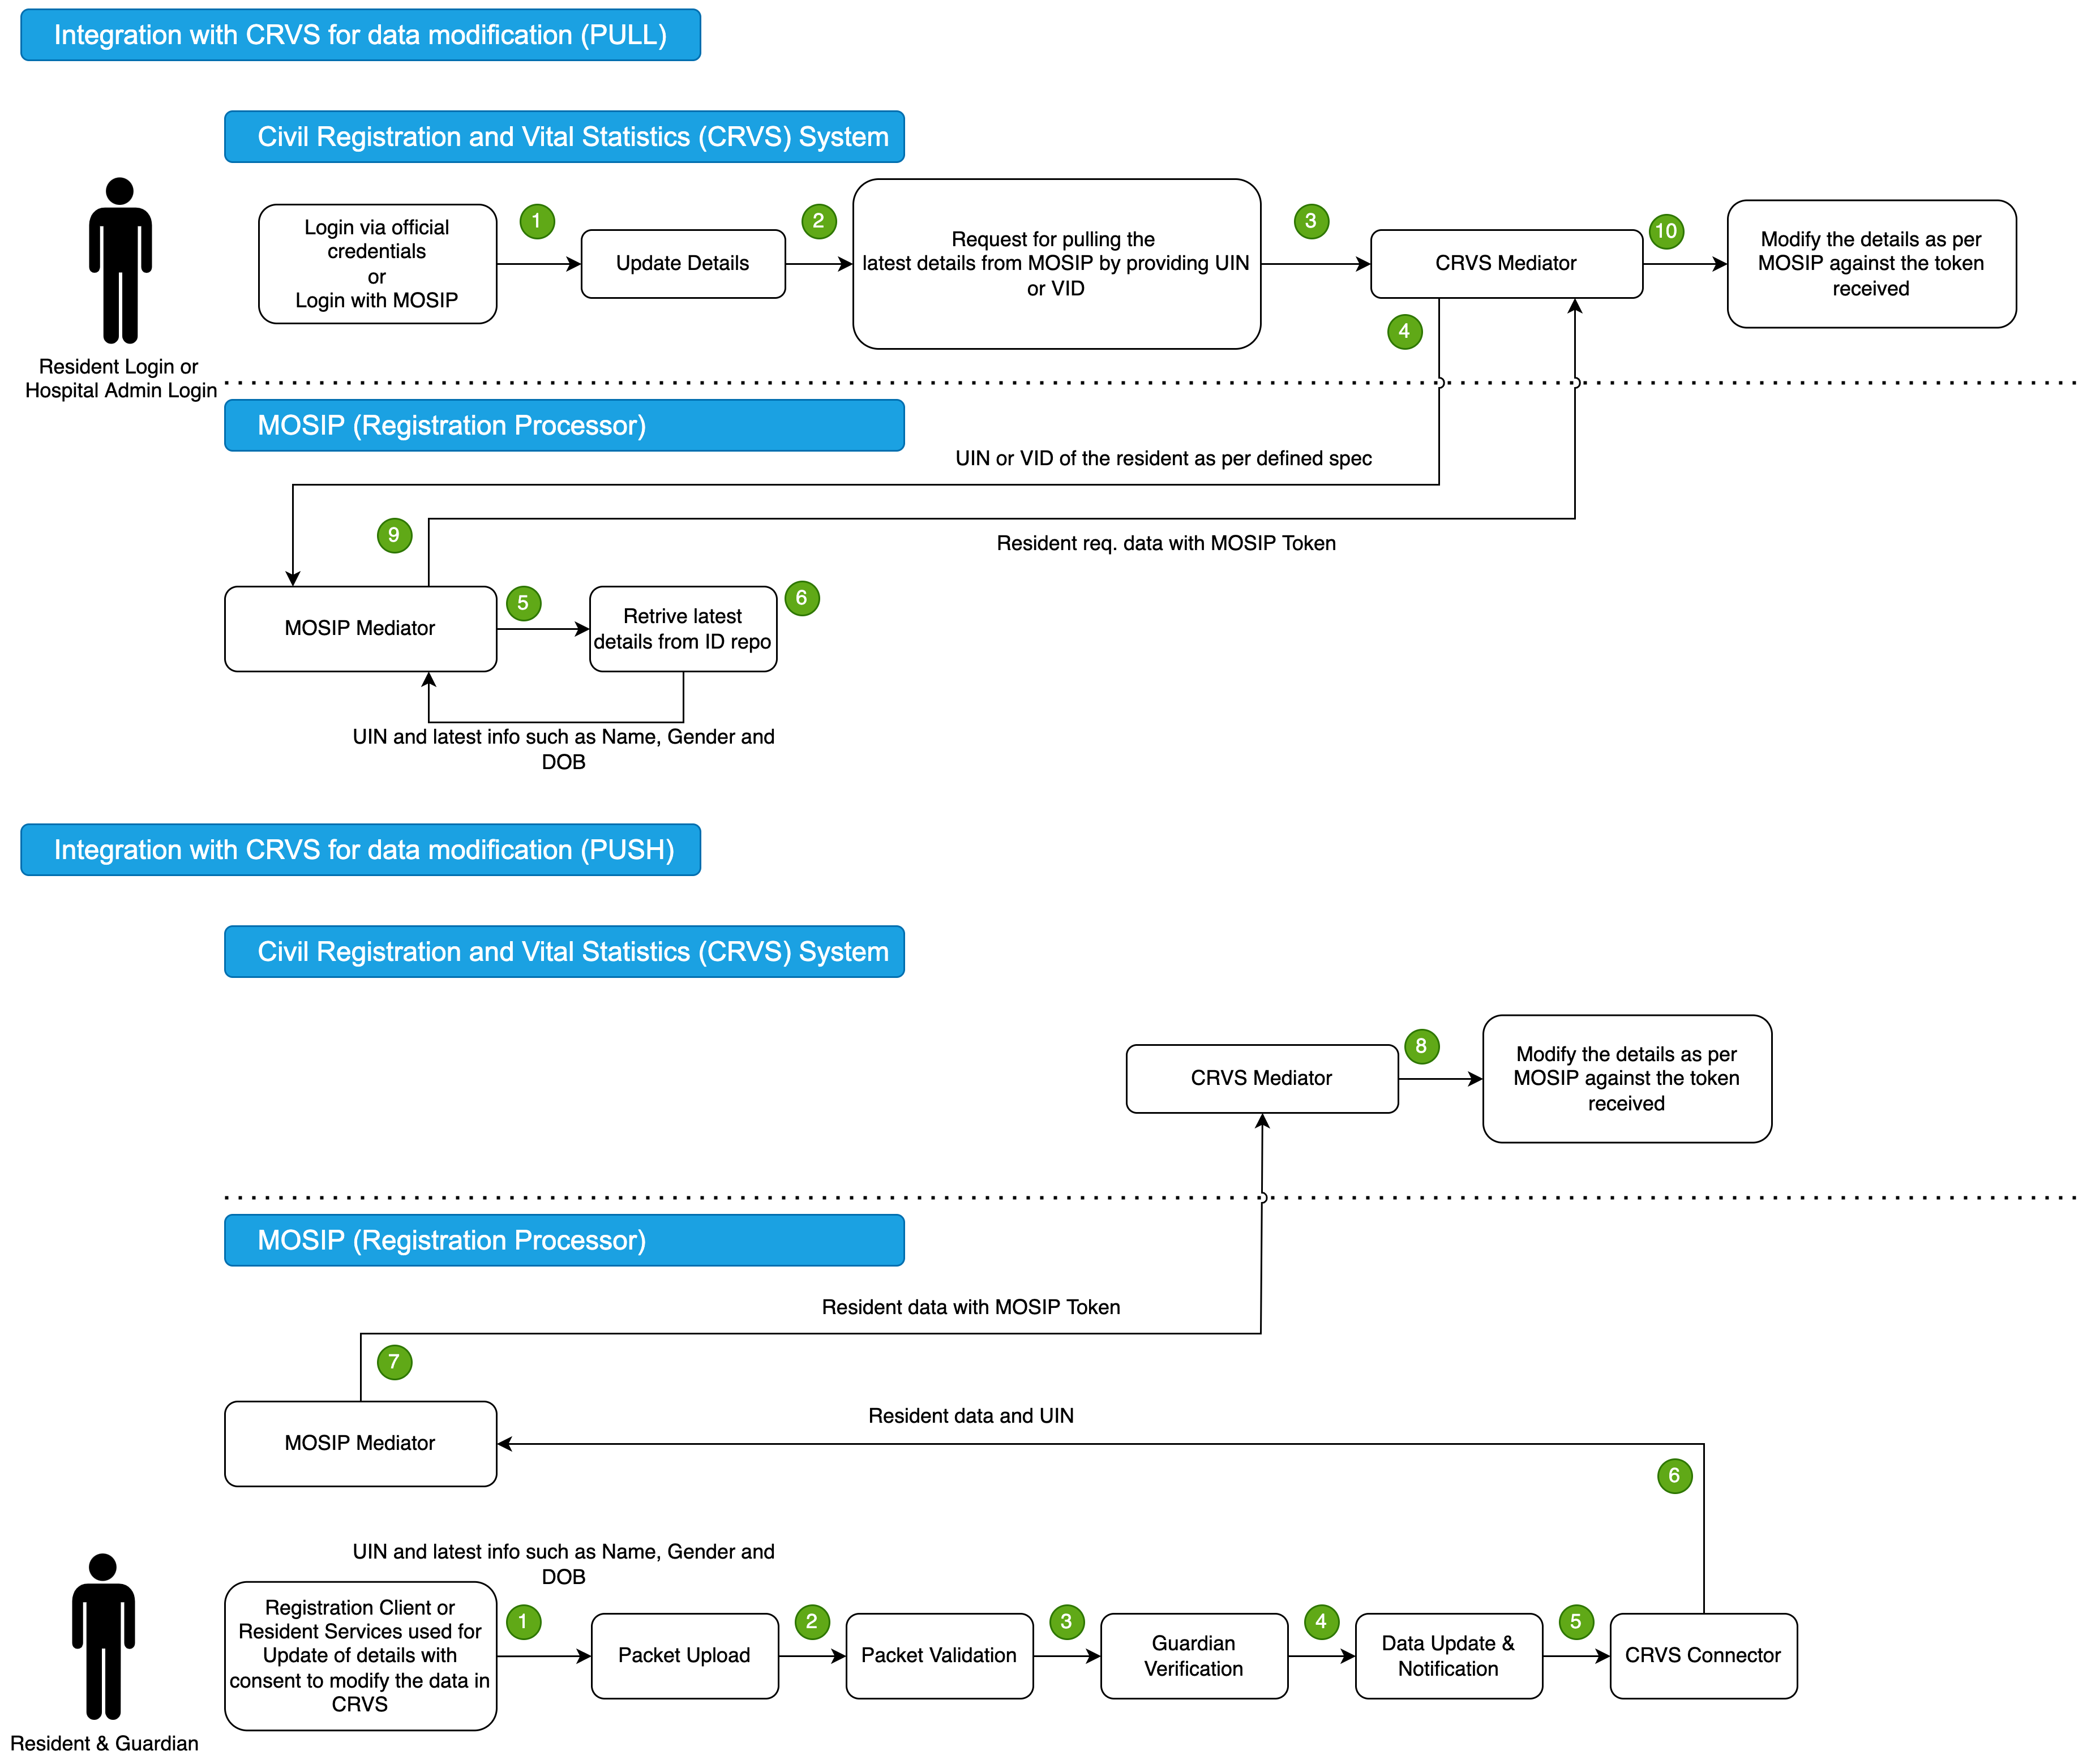 Integration with CRVS for data modification (PULL)
Civil Registration and Vital Statistics (CRVS) System
Login via official
credentials
or
Login with MOSIP
1
Update Details
2
Request for pulling the
latest details from MOSIP by providing UIN
or VID
3
CRVS Mediator
10
Modify the details as per
MOSIP against the token
received
4
Resident Login or
Hospital Admin Login
MOSIP (Registration Processor)
UIN or VID of the resident as per defined spec
9
Resident req. data with MOSIP Token
MOSIP Mediator
5
Retrive latest
details from ID repo
6
UIN and latest info such as Name, Gender and
DOB
Integration with CRVS for data modification (PUSH)
Civil Registration and Vital Statistics (CRVS) System
CRVS Mediator
8
Modify the details as per
MOSIP against the token
received
MOSIP (Registration Processor)
Resident data with MOSIP Token
7
MOSIP Mediator
Resident data and UIN
6
UIN and latest info such as Name, Gender and
DOB
Registration Client or
Resident Services used for
Update of details with
consent to modify the data in
CRVS
1
Packet Upload
2
Packet Validation
3
Guardian
Verification
4
Data Update &
Notification
5
CRVS Connector
Resident & Guardian